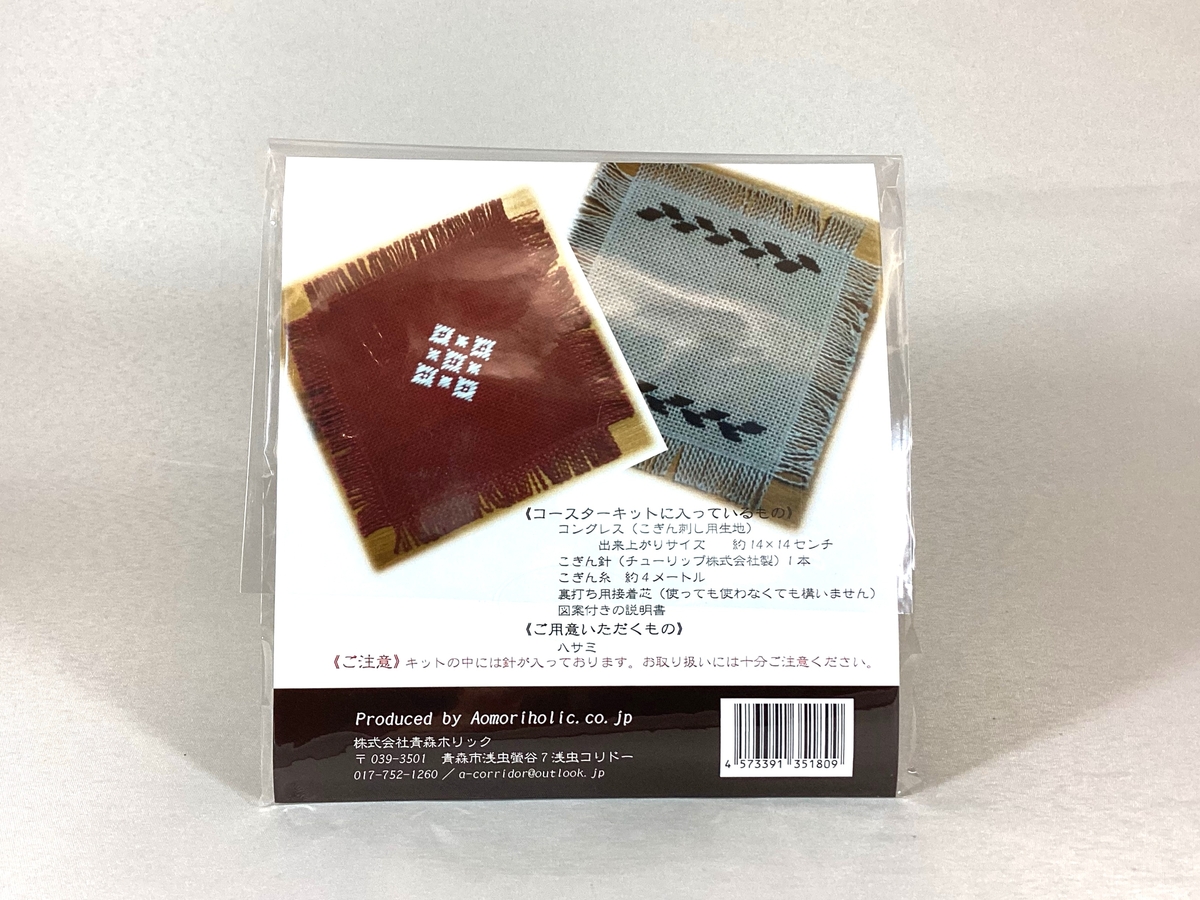 《コースターキットに入っているもの》
コングレス（こぎん刺し用生地）
出来上がりサイズ　約14×14センチ
こぎん針（チューリップ株式会社製）1本
こぎん糸　約4メートル
裏打ち用接着芯（使っても使わなくても構いません）
図案付きの説明書
《ご用意いただくもの》
ハサミ
《ご注意》キットの中には針が入っております。お取り扱いには十分ご注意ください。
Produced by Aomoriholic.co.jp
株式会社青森ホリック
〒039-3501　青森市浅虫蛍谷7浅虫コリドー
017-752-1260／a-corridor@outlook.jp
4 573391 351809